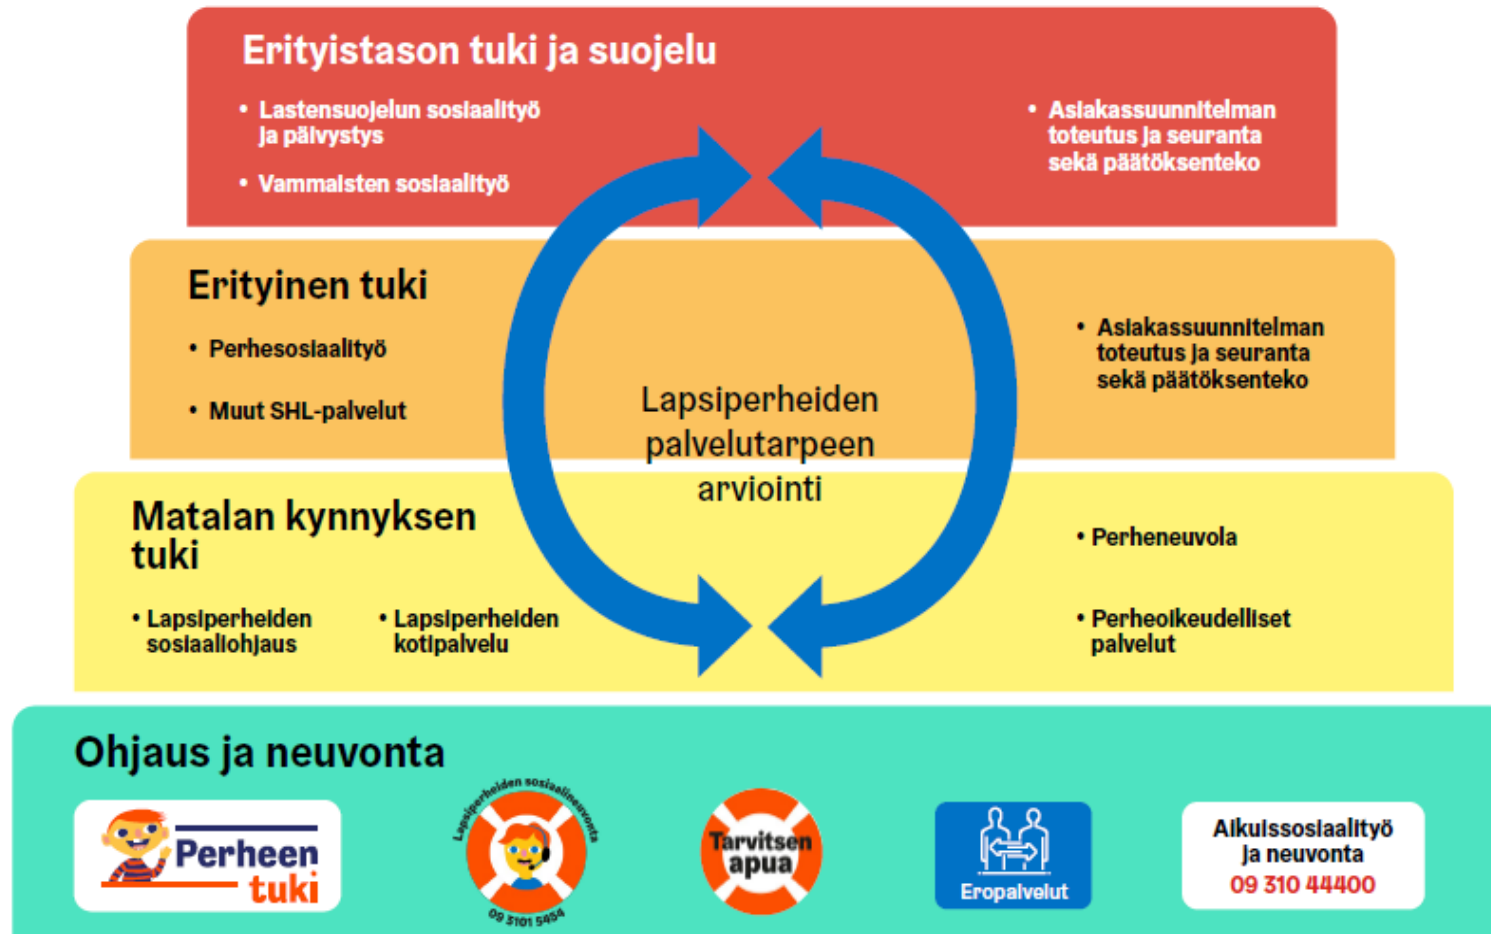 Erityistason tuki ja suojelu
• Lastensuojelun sosiaalityö
ja päivystys
• Vammaisten sosiaalityö
• Asiakassuunnitelman
toteutus ja seuranta
sekä päätöksenteko
Erityinen tuki
• Perhesosiaalityö
• Muut SHL-palvelut
• Asiakassuunnitelman
toteutus ja seuranta
sekä päätöksenteko
Lapsiperheiden
palvelutarpeen
arviointi
Matalan kynnyksen
tuki
• Lapsiperheiden
sosiaaliohjaus
• Lapsiperheiden
kotipalvelu
• Perheneuvola
• Perheoikeudelliset
palvelut
Ohjaus ja neuvonta
Perheen
tuki
Lapsiperheiden sosiaalineuvonta
09 3101 5454
Tarvitsen
apua
Eropalvelut
Aikuissosiaalityö
ja neuvonta
09 310 44400